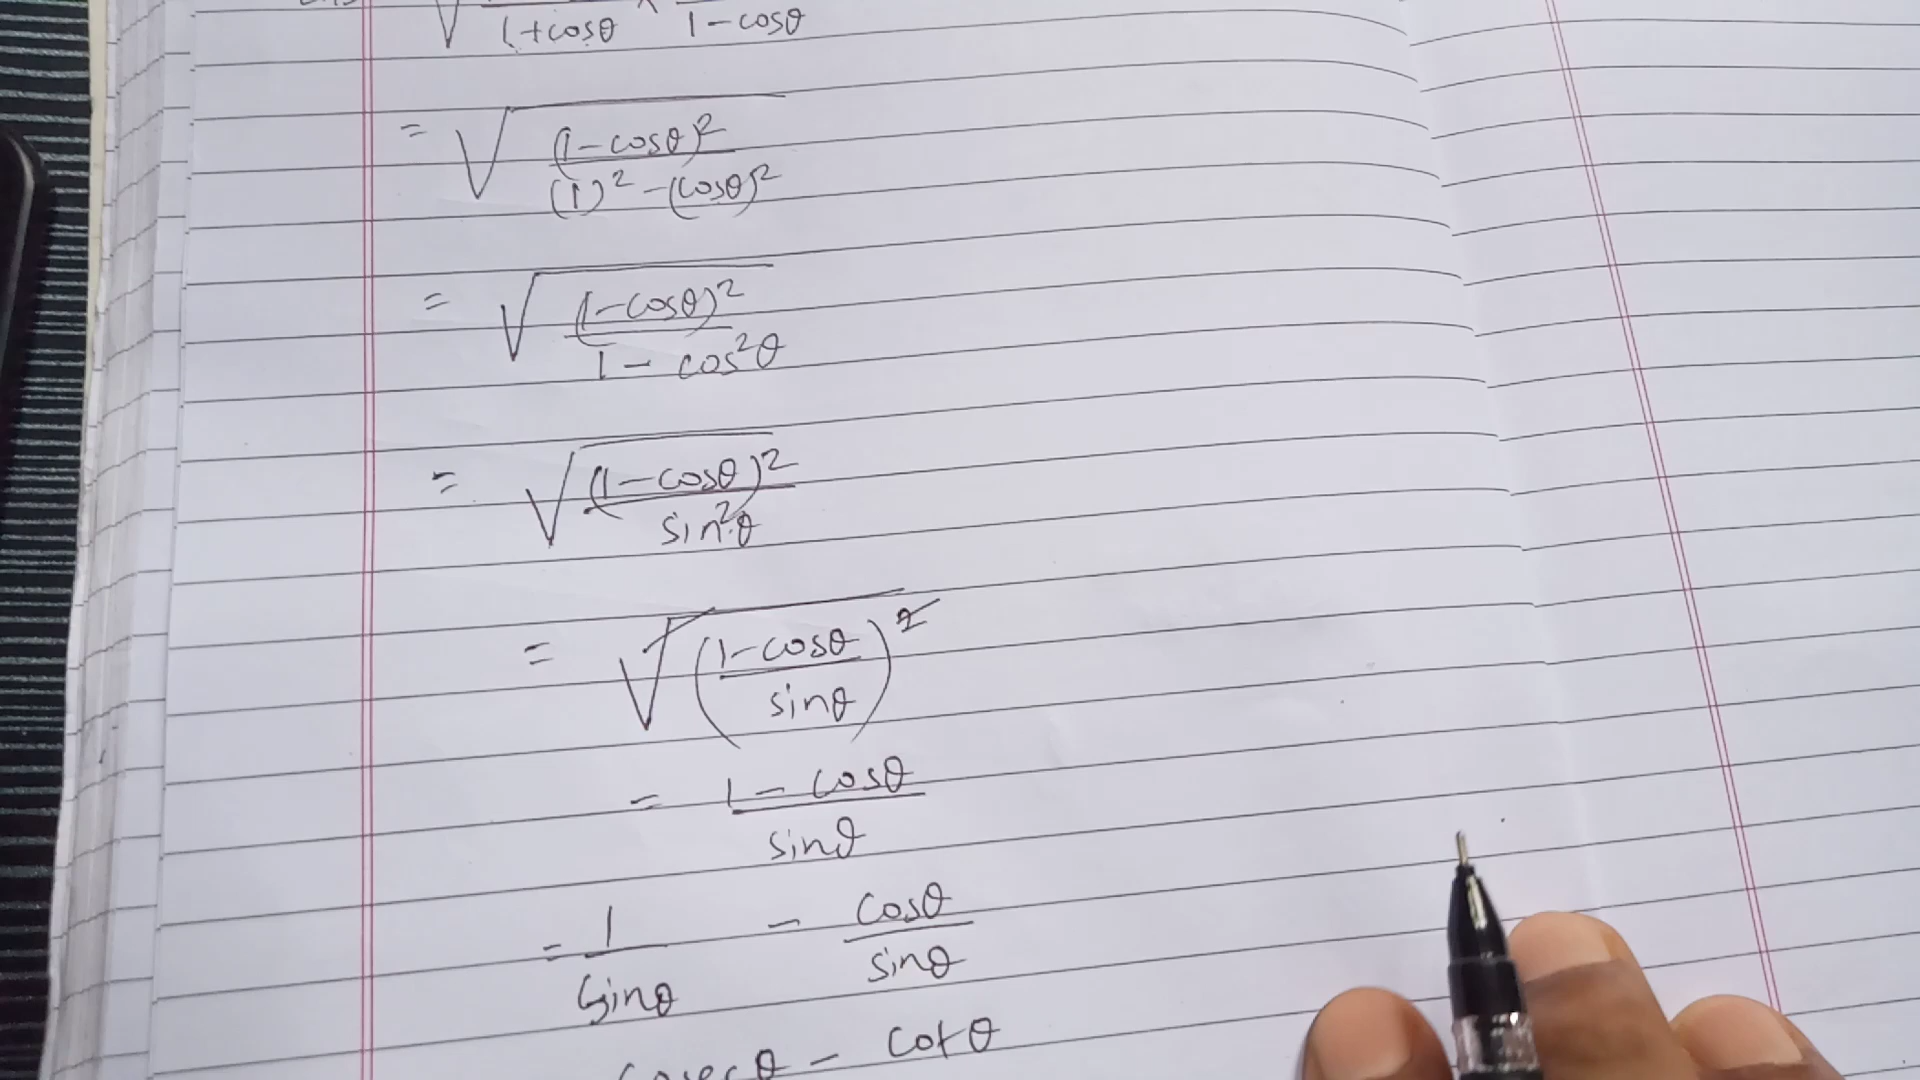 √ 1+cosθ × 1-cosθ
= √ (1-cosθ)² / (1)² - (cosθ)²
= √ (1-cosθ)² / 1 - cos²θ
= √ (1-cosθ)² / sin²θ
= √ (1-cosθ / sinθ)²
= 1 - cosθ / sinθ
= 1 / sinθ - cosθ / sinθ
cosecθ - cotθ